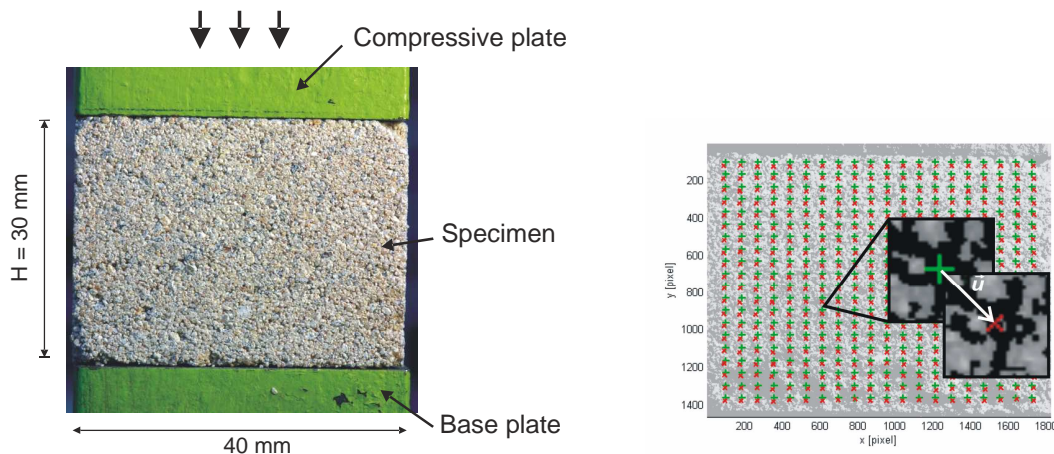 Compressive plate
H = 30 mm
Specimen
Base plate
40 mm
200
400
600
800
1000
1200
1400
y [pixel]
u
200 400 600 800 1000 1200 1400 1600 1800
x [pixel]